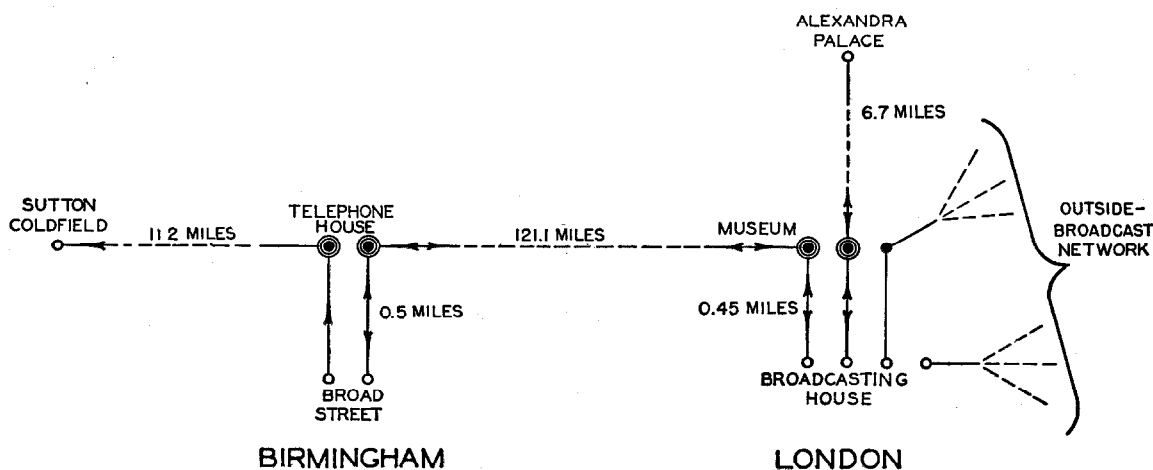 ALEXANDRA
PALACE
6.7 MILES
SUTTON
COLDFIELD
11.2 MILES
TELEPHONE
HOUSE
121.1 MILES
MUSEUM
OUTSIDE-
BROADCAST
NETWORK
0.5 MILES
0.45 MILES
BROAD
STREET
BROADCASTING
HOUSE
BIRMINGHAM
LONDON